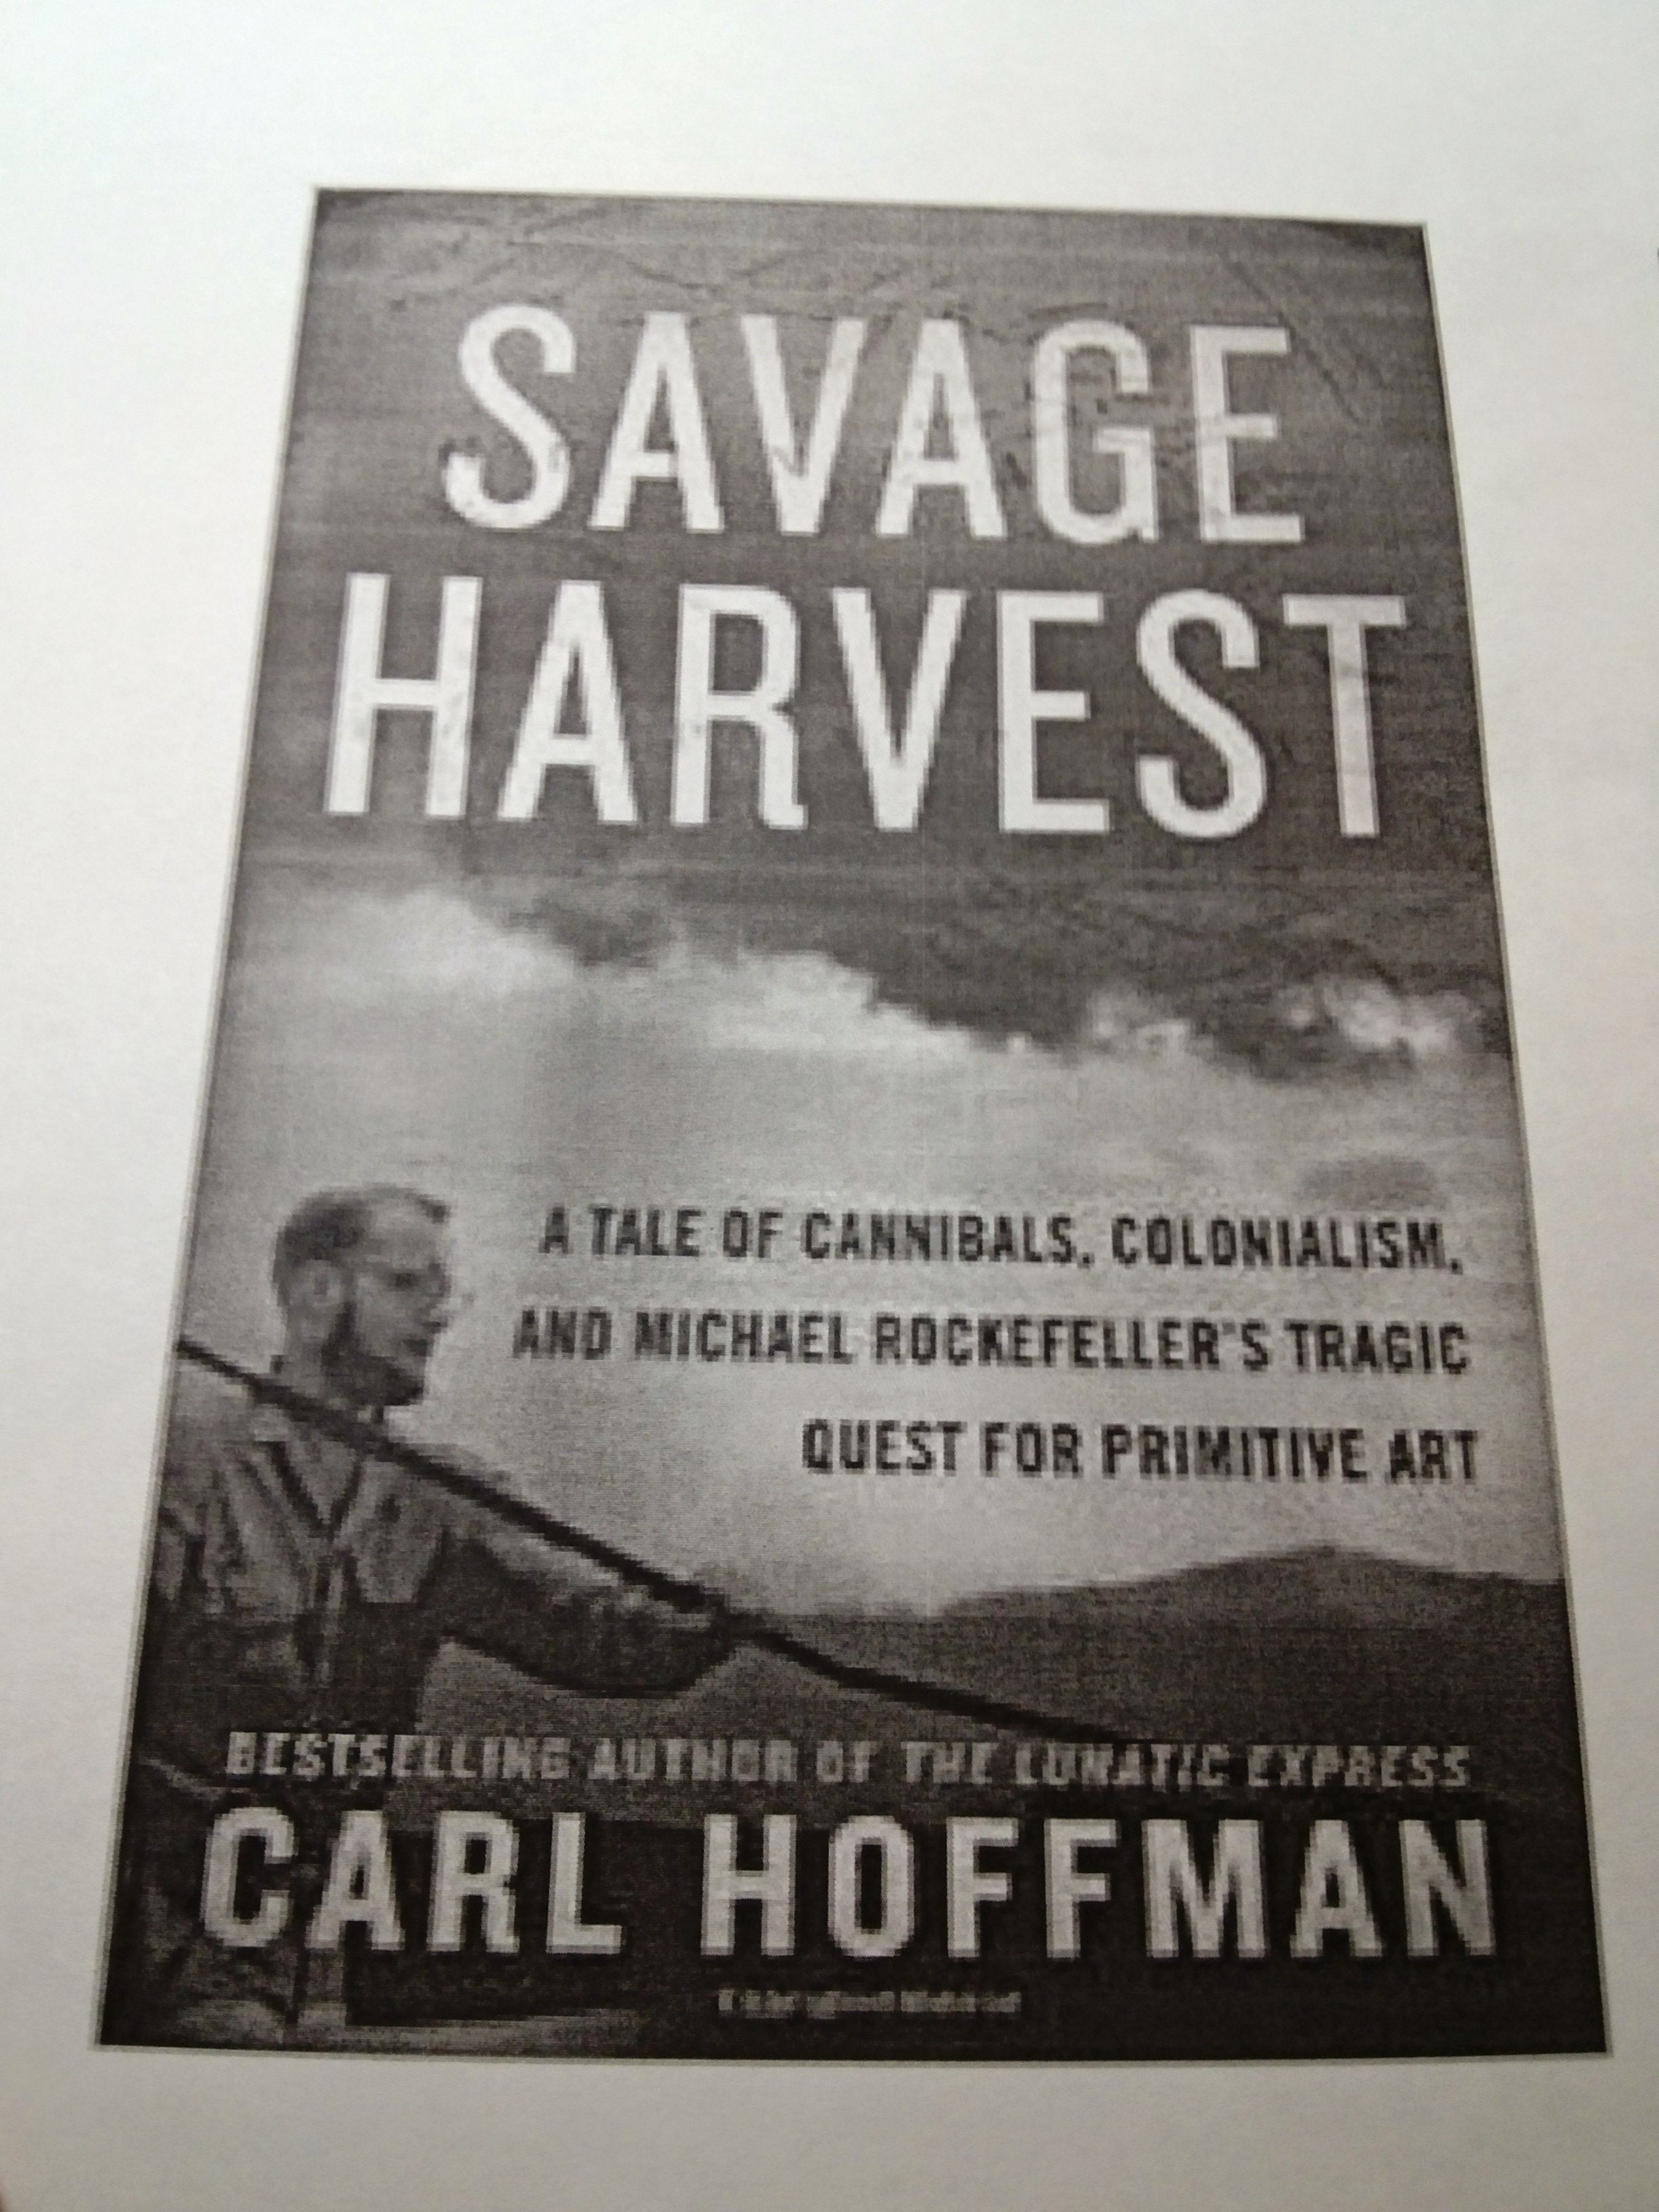 SAVAGE
HARVEST
A TALE OF CANNIBALS, COLONIALISM,
AND MICHAEL ROCKEFELLER'S TRAGIC
QUEST FOR PRIMITIVE ART
BESTSELLING AUTHOR OF THE LUNATIC EXPRESS
CARL HOFFMAN